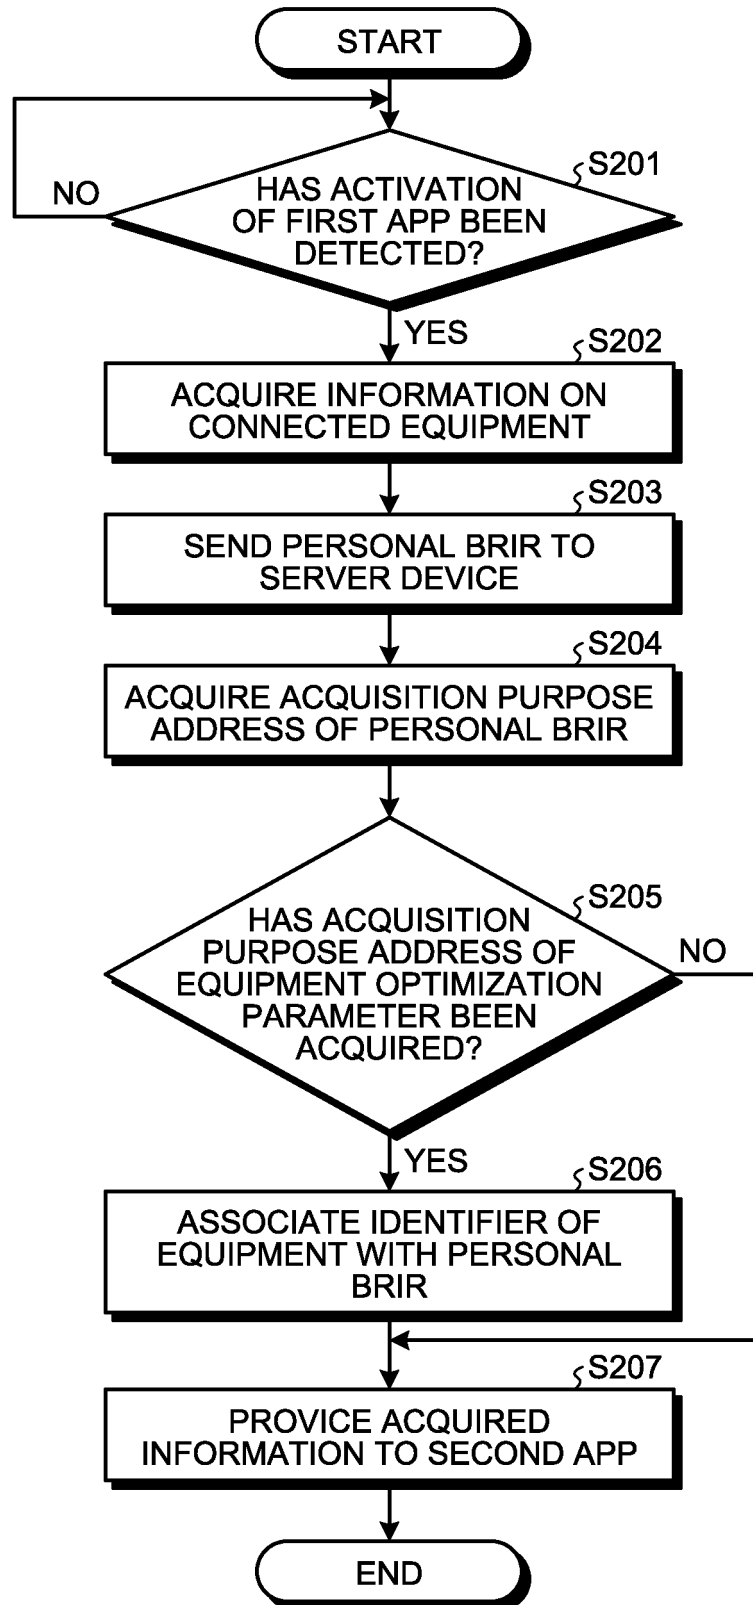 START
S201
HAS ACTIVATION
OF FIRST APP BEEN
DETECTED?
NO
YES
S202
ACQUIRE INFORMATION ON
CONNECTED EQUIPMENT
S203
SEND PERSONAL BRIR TO
SERVER DEVICE
S204
ACQUIRE ACQUISITION PURPOSE
ADDRESS OF PERSONAL BRIR
S205
HAS ACQUISITION
PURPOSE ADDRESS OF
EQUIPMENT OPTIMIZATION
PARAMETER BEEN
ACQUIRED?
NO
YES
S206
ASSOCIATE IDENTIFIER OF
EQUIPMENT WITH PERSONAL
BRIR
S207
PROVICE ACQUIRED
INFORMATION TO SECOND APP
END